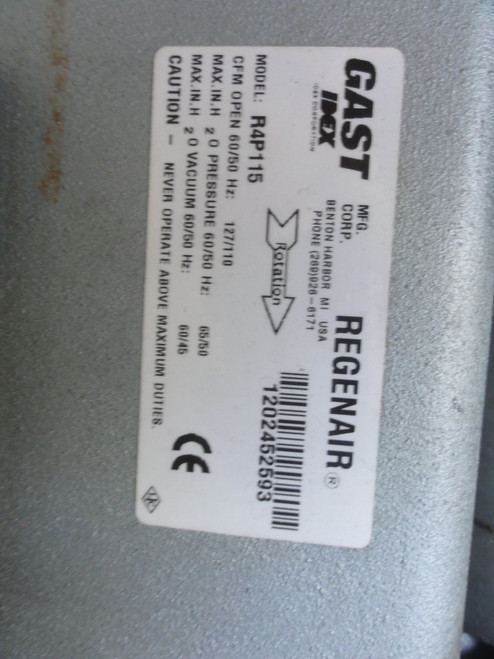 GAST
IDEX
IDEX CORPORATION
MFG.
CORP.
BENTON HARBOR MI USA
PHONE (269)926-6171
REGENAIR®
MODEL: R4P115
Rotation
1202452593
CFM OPEN 60/50 Hz: 127/110
MAX.IN.H2O PRESSURE 60/50 Hz: 65/50
MAX.IN.H2O VACUUM 60/50 Hz: 60/45
CAUTION - NEVER OPERATE ABOVE MAXIMUM DUTIES.
CE